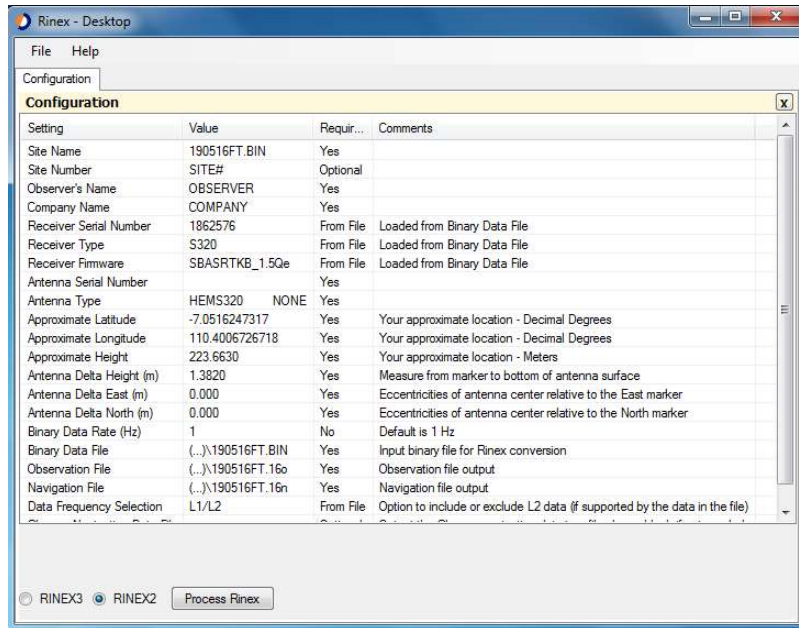 Rinex - Desktop
File Help
Configuration
Configuration
Setting Value Requir... Comments
Site Name 190516FT.BIN Yes
Site Number SITE# Optional
Observer's Name OBSERVER Yes
Company Name COMPANY Yes
Receiver Serial Number 1862576 From File Loaded from Binary Data File
Receiver Type S320 From File Loaded from Binary Data File
Receiver Firmware SBASRTKB_1.5Qe From File Loaded from Binary Data File
Antenna Serial Number Yes
Antenna Type HEMS320 NONE Yes
Approximate Latitude -7.0516247317 Yes Your approximate location - Decimal Degrees
Approximate Longitude 110.4006726718 Yes Your approximate location - Decimal Degrees
Approximate Height 223.6630 Yes Your approximate location - Meters
Antenna Delta Height (m) 1.3820 Yes Measure from marker to bottom of antenna surface
Antenna Delta East (m) 0.000 Yes Eccentricities of antenna center relative to the East marker
Antenna Delta North (m) 0.000 Yes Eccentricities of antenna center relative to the North marker
Binary Data Rate (Hz) 1 No Default is 1 Hz
Binary Data File (...)\190516FT.BIN Yes Input binary file for Rinex conversion
Observation File (...)\190516FT.16o Yes Observation file output
Navigation File (...)\190516FT.16n Yes Navigation file output
Data Frequency Selection L1/L2 From File Option to include or exclude L2 data (if supported by the data in the file)
RINEX3 RINEX2 Process Rinex